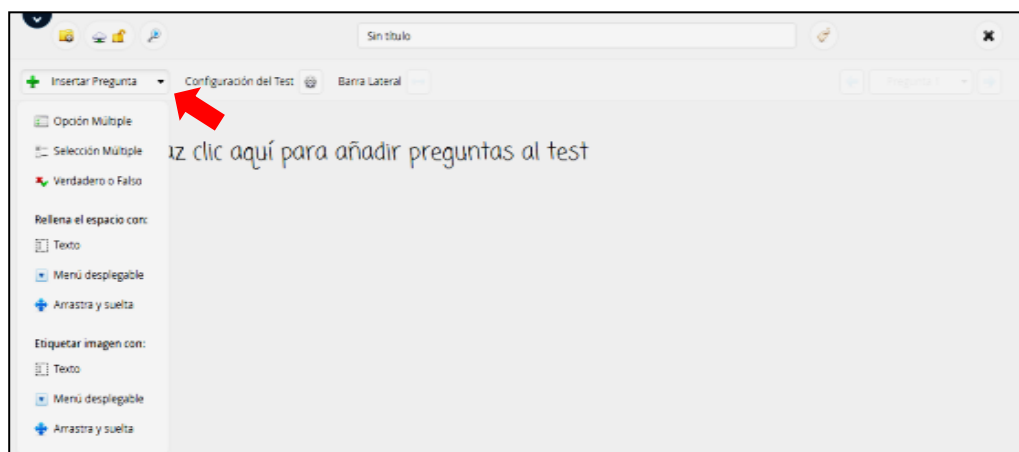 Sin título
Insertar Pregunta Configuración del Test Barra Lateral Pregunta 1
Opción Múltiple
Selección Múltiple
az clic aquí para añadir preguntas al test
Verdadero o Falso
Rellena el espacio con:
Texto
Menú desplegable
Arrastra y suelta
Etiquetar imagen con:
Texto
Menú desplegable
Arrastra y suelta